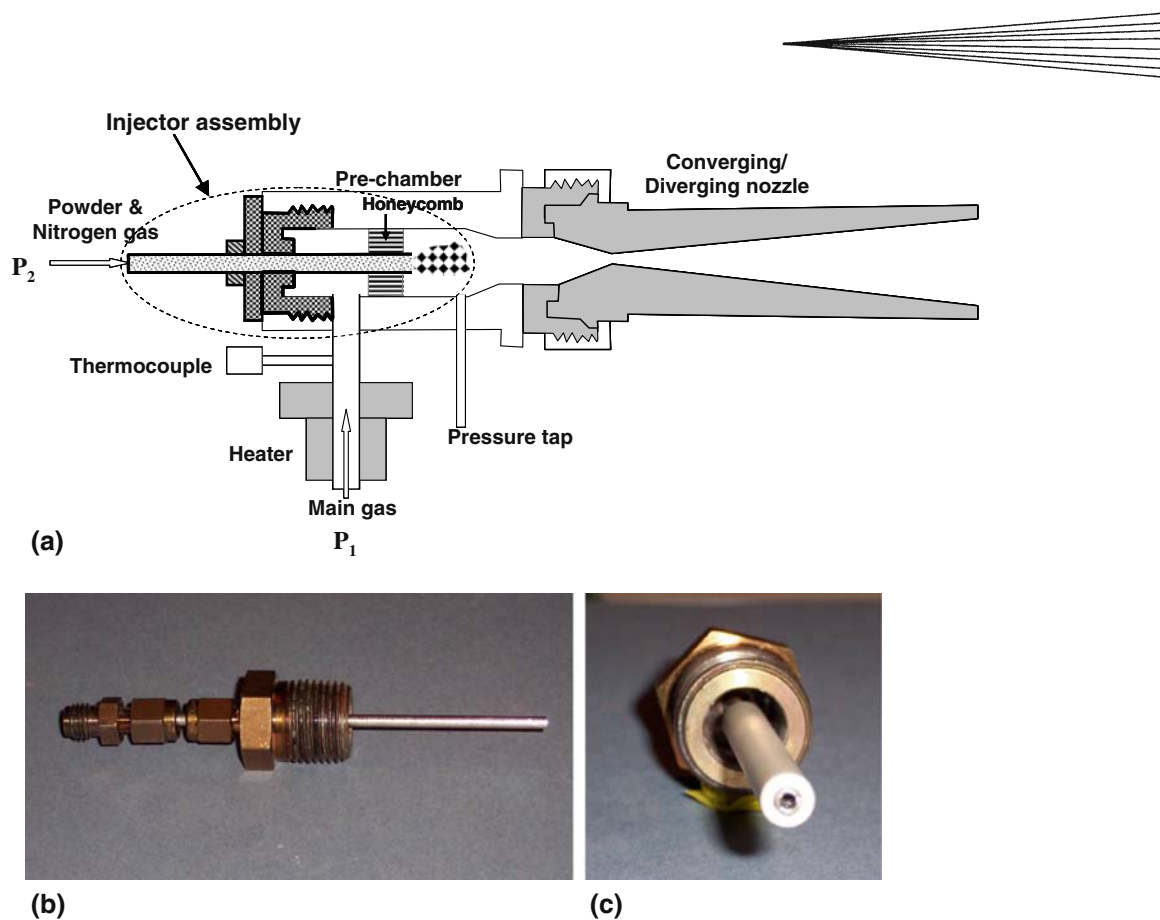 Injector assembly
Pre-chamber
Honeycomb
Converging/
Diverging nozzle
Powder &
Nitrogen gas
P2
Thermocouple
Pressure tap
Heater
Main gas
(a)
P1
(b)
(c)